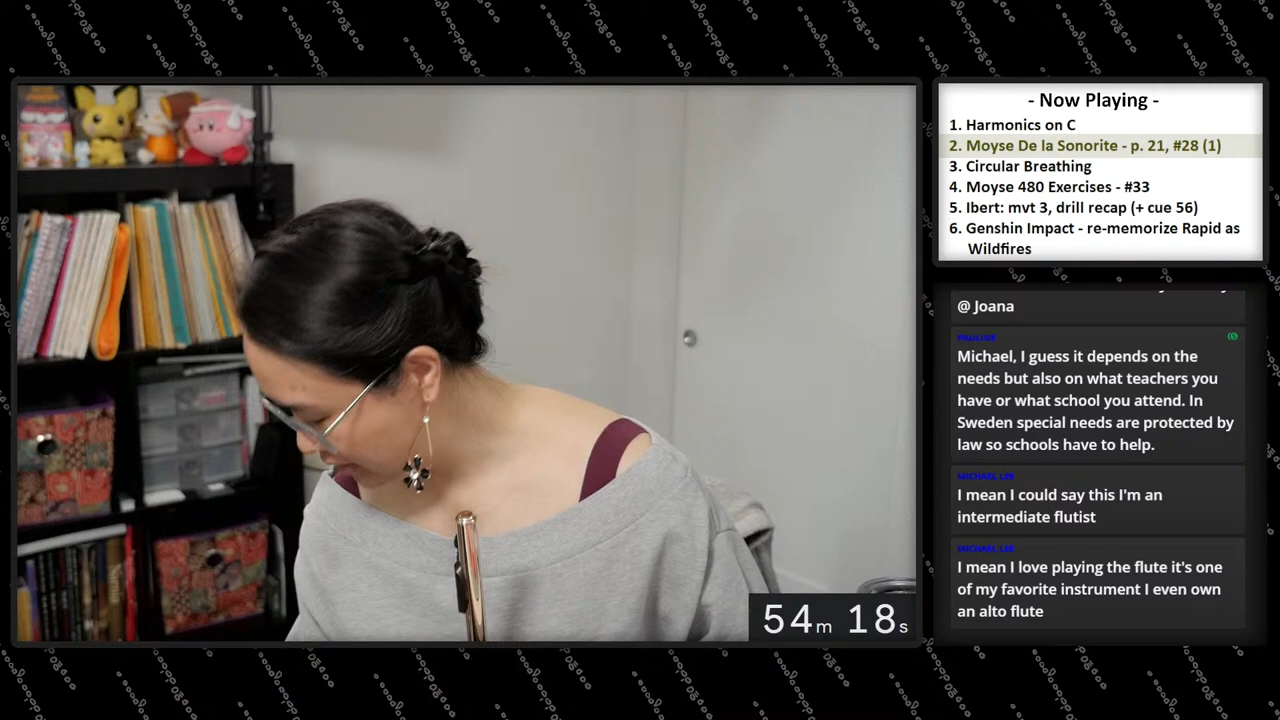 - Now Playing -
1. Harmonics on C
2. Moyse De la Sonorite - p. 21, #28 (1)
3. Circular Breathing
4. Moyse 480 Exercises - #33
5. Ibert: mvt 3, drill recap (+ cue 56)
6. Genshin Impact - re-memorize Rapid as
Wildfires
@ Joana
PAULINE
Michael, I guess it depends on the
needs but also on what teachers you
have or what school you attend. In
Sweden special needs are protected by
law so schools have to help.
MICHAEL LEE
I mean I could say this I'm an
intermediate flutist
MICHAEL LEE
I mean I love playing the flute it's one
of my favorite instrument I even own
an alto flute
54m 18s